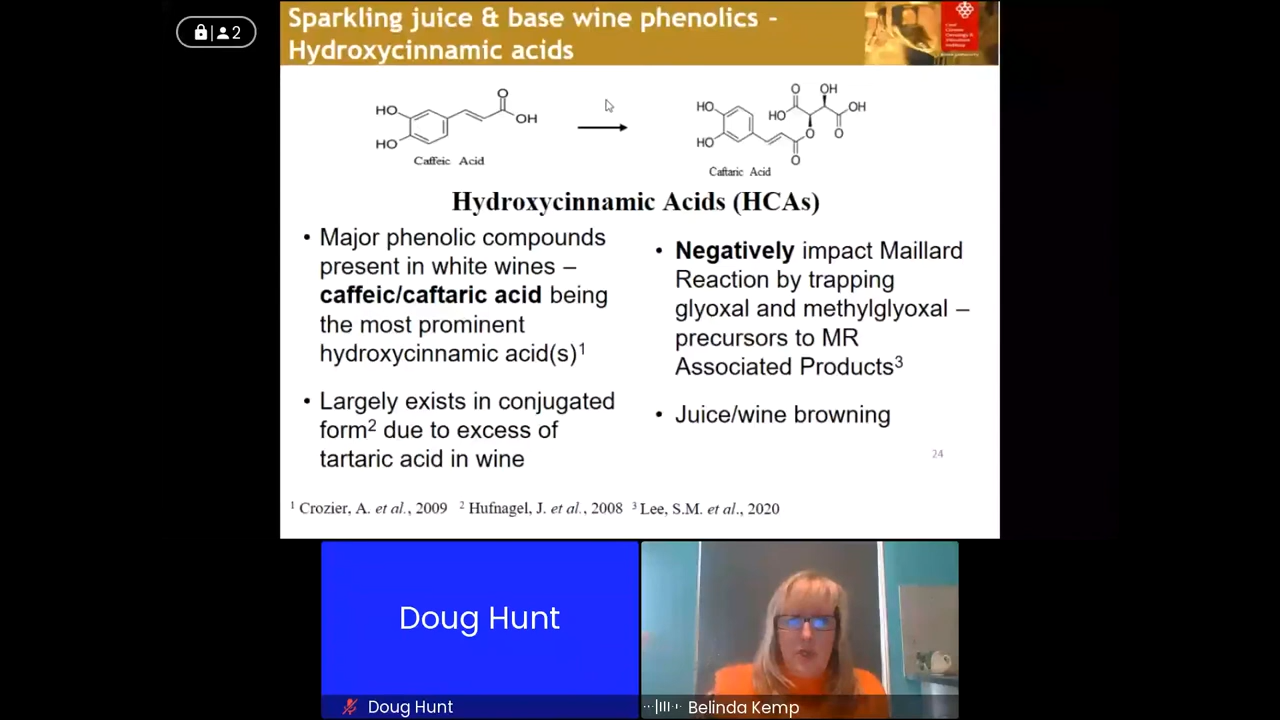 2
Sparkling juice & base wine phenolics -
Hydroxycinnamic acids
HO
HO
O
OH
Caffeic Acid
HO
HO
O
HO
OH
OH
O
O
O
Caftaric Acid
Hydroxycinnamic Acids (HCAs)
• Major phenolic compounds
present in white wines –
caffeic/caftaric acid being
the most prominent
hydroxycinnamic acid(s)¹
• Largely exists in conjugated
form² due to excess of
tartaric acid in wine
• Negatively impact Maillard
Reaction by trapping
glyoxal and methylglyoxal –
precursors to MR
Associated Products³
• Juice/wine browning
24
¹ Crozier, A. et al., 2009 ² Hufnagel, J. et al., 2008 ³ Lee, S.M. et al., 2020
Doug Hunt
Doug Hunt
Belinda Kemp